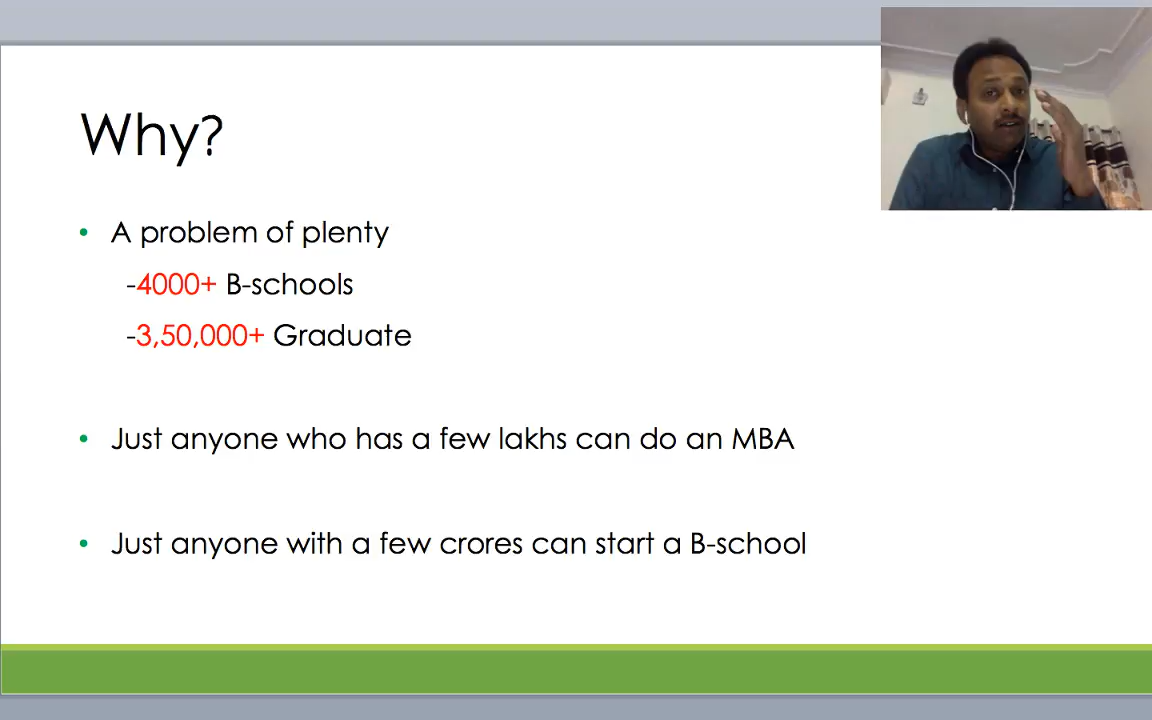 Why?
• A problem of plenty
-4000+ B-schools
-3,50,000+ Graduate
• Just anyone who has a few lakhs can do an MBA
• Just anyone with a few crores can start a B-school